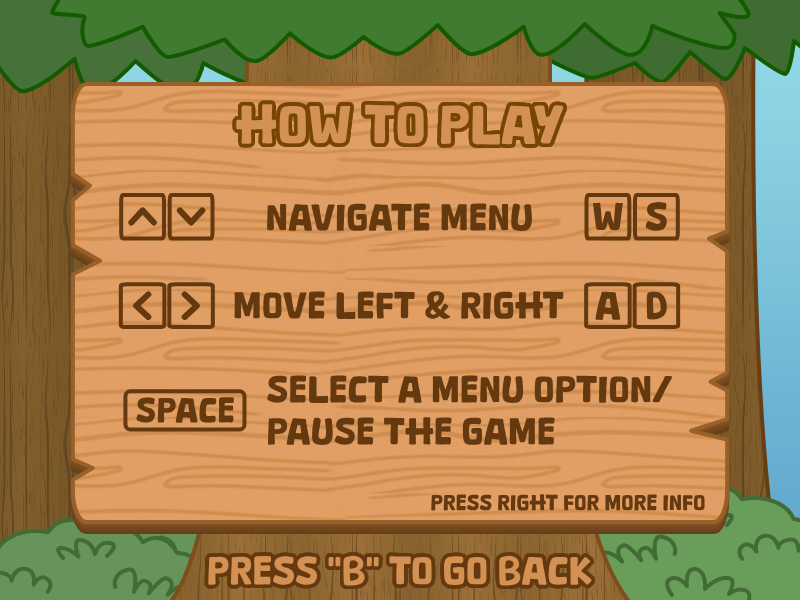 HOW TO PLAY
NAVIGATE MENU W S
MOVE LEFT & RIGHT A D
SPACE SELECT A MENU OPTION/
PAUSE THE GAME
PRESS RIGHT FOR MORE INFO
PRESS "B" TO GO BACK